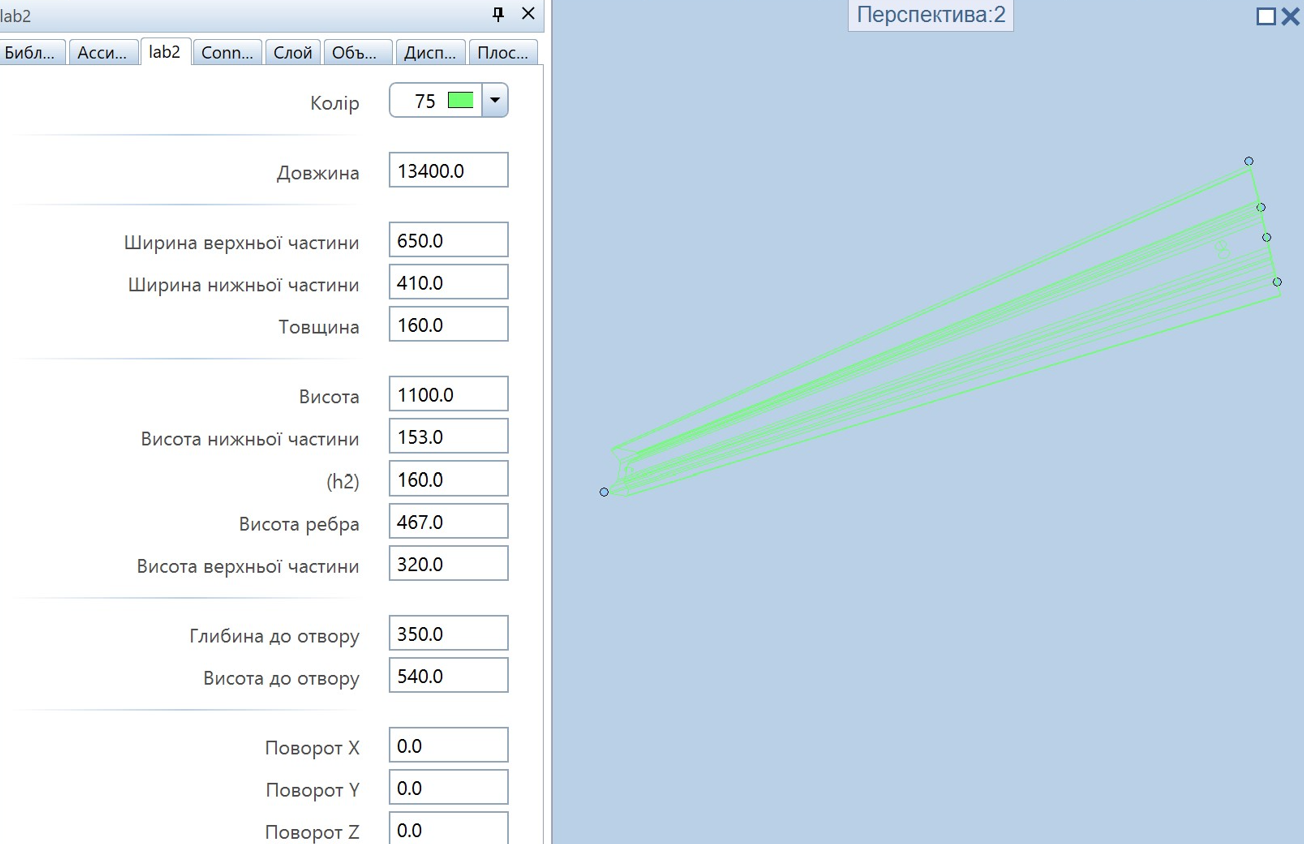 lab2
Библ... Асси... lab2 Conn... Слой Объ... Дисп... Плос...
Колір 75
Довжина 13400.0
Ширина верхньої частини 650.0
Ширина нижньої частини 410.0
Товщина 160.0
Висота 1100.0
Висота нижньої частини 153.0
(h2) 160.0
Висота ребра 467.0
Висота верхньої частини 320.0
Глибина до отвору 350.0
Висота до отвору 540.0
Поворот X 0.0
Поворот Y 0.0
Поворот Z 0.0
Перспектива:2